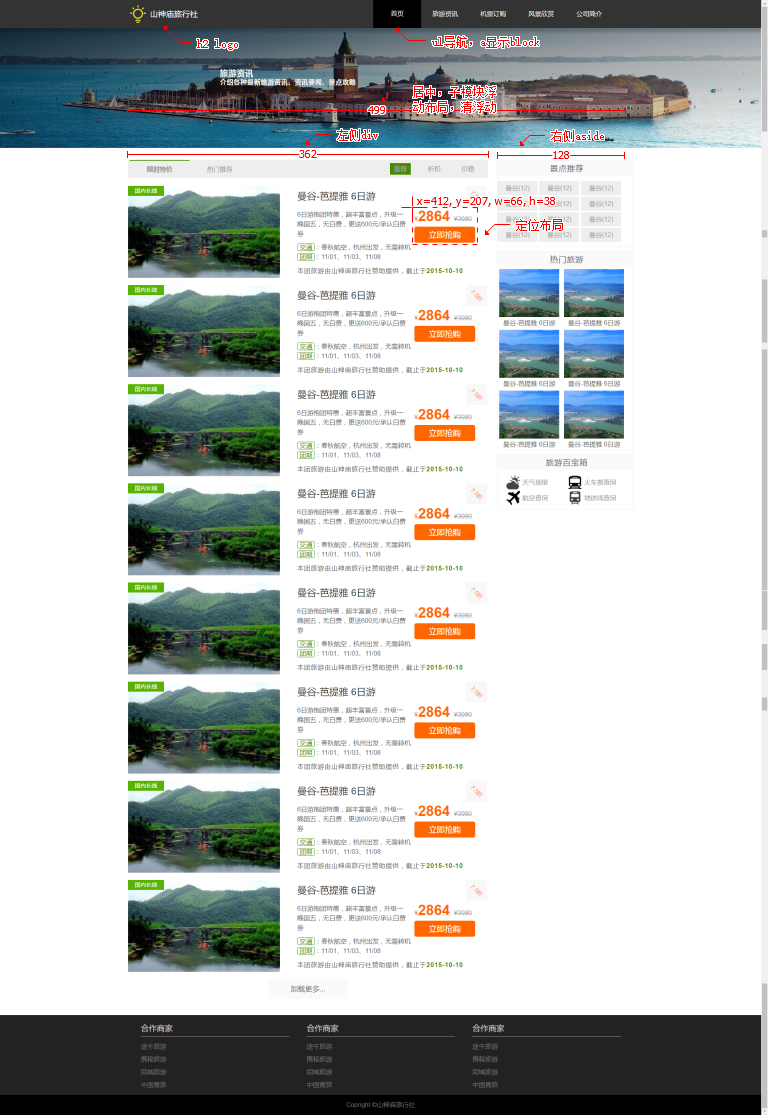 山神庙旅行社
首页 旅游资讯 机票订购 风景欣赏 公司简介
h2 logo
ul导航，a显示block
旅游资讯
介绍各种最新旅游资讯、资讯要闻、景点攻略
居中，子模块浮
动布局，清浮动
499
左侧div
右侧aside
362
128
限时特价 热门推荐 推荐 折扣 价格
国内长线
曼谷-芭提雅 6日游
6日游抱团特惠，超丰富景点，升级一
晚国五，无自费，更送600元/承认自费
券
交通：春秋航空，杭州出发，无需转机
团期：11/01、11/03、11/08
本团旅游由山神庙旅行社赞助提供，截止于2015-10-10
x=412, y=207, w=66, h=38
¥2864 ¥3980
立即抢购
定位布局
国内长线
曼谷-芭提雅 6日游
6日游抱团特惠，超丰富景点，升级一
晚国五，无自费，更送600元/承认自费
券
交通：春秋航空，杭州出发，无需转机
团期：11/01、11/03、11/08
本团旅游由山神庙旅行社赞助提供，截止于2015-10-10
¥2864 ¥3980
立即抢购
国内长线
曼谷-芭提雅 6日游
6日游抱团特惠，超丰富景点，升级一
晚国五，无自费，更送600元/承认自费
券
交通：春秋航空，杭州出发，无需转机
团期：11/01、11/03、11/08
本团旅游由山神庙旅行社赞助提供，截止于2015-10-10
¥2864 ¥3980
立即抢购
国内长线
曼谷-芭提雅 6日游
6日游抱团特惠，超丰富景点，升级一
晚国五，无自费，更送600元/承认自费
券
交通：春秋航空，杭州出发，无需转机
团期：11/01、11/03、11/08
本团旅游由山神庙旅行社赞助提供，截止于2015-10-10
¥2864 ¥3980
立即抢购
国内长线
曼谷-芭提雅 6日游
6日游抱团特惠，超丰富景点，升级一
晚国五，无自费，更送600元/承认自费
券
交通：春秋航空，杭州出发，无需转机
团期：11/01、11/03、11/08
本团旅游由山神庙旅行社赞助提供，截止于2015-10-10
¥2864 ¥3980
立即抢购
国内长线
曼谷-芭提雅 6日游
6日游抱团特惠，超丰富景点，升级一
晚国五，无自费，更送600元/承认自费
券
交通：春秋航空，杭州出发，无需转机
团期：11/01、11/03、11/08
本团旅游由山神庙旅行社赞助提供，截止于2015-10-10
¥2864 ¥3980
立即抢购
国内长线
曼谷-芭提雅 6日游
6日游抱团特惠，超丰富景点，升级一
晚国五，无自费，更送600元/承认自费
券
交通：春秋航空，杭州出发，无需转机
团期：11/01、11/03、11/08
本团旅游由山神庙旅行社赞助提供，截止于2015-10-10
¥2864 ¥3980
立即抢购
国内长线
曼谷-芭提雅 6日游
6日游抱团特惠，超丰富景点，升级一
晚国五，无自费，更送600元/承认自费
券
交通：春秋航空，杭州出发，无需转机
团期：11/01、11/03、11/08
本团旅游由山神庙旅行社赞助提供，截止于2015-10-10
¥2864 ¥3980
立即抢购
加载更多...
景点推荐
曼谷(12) 曼谷(12) 曼谷(12)
曼谷(12) 曼谷(12) 曼谷(12)
曼谷(12) 曼谷(12) 曼谷(12)
曼谷(12) 曼谷(12) 曼谷(12)
热门旅游
曼谷-芭提雅 6日游 曼谷-芭提雅 6日游
曼谷-芭提雅 6日游 曼谷-芭提雅 6日游
曼谷-芭提雅 6日游 曼谷-芭提雅 6日游
旅游百宝箱
天气预报 火车票查询
航空查询 地铁线查询
合作商家 合作商家 合作商家
途牛旅游 途牛旅游 途牛旅游
携程旅游 携程旅游 携程旅游
同城旅游 同城旅游 同城旅游
中国青旅 中国青旅 中国青旅
Copright ©山神庙旅行社